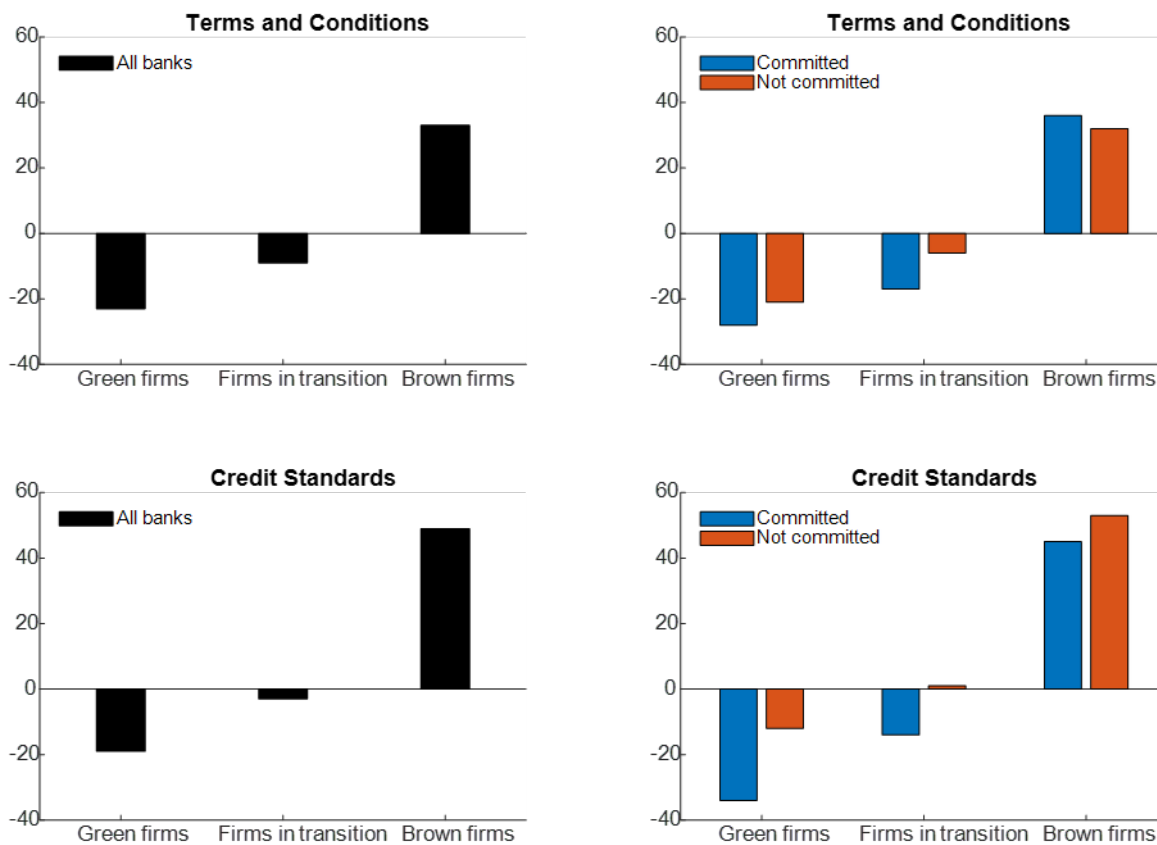 Terms and Conditions
60
All banks
40
20
0
-20
-40
Green firms Firms in transition Brown firms
Terms and Conditions
60
Committed
Not committed
40
20
0
-20
-40
Green firms Firms in transition Brown firms
Credit Standards
60
All banks
40
20
0
-20
-40
Green firms Firms in transition Brown firms
Credit Standards
60
Committed
Not committed
40
20
0
-20
-40
Green firms Firms in transition Brown firms